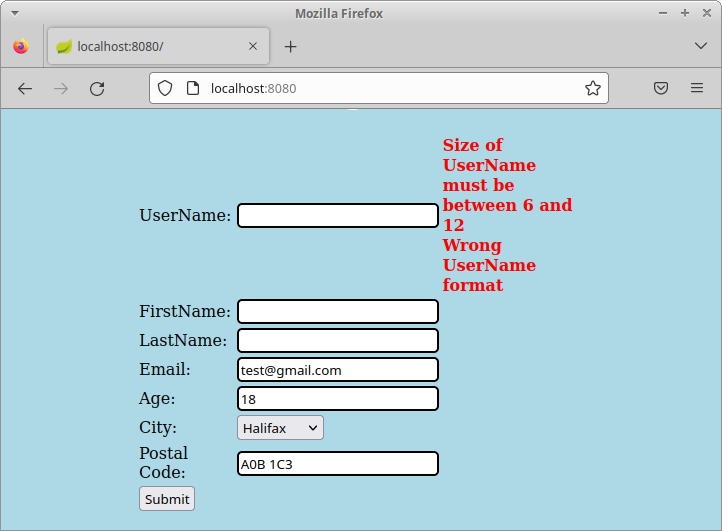 Mozilla Firefox
localhost:8080/
localhost:8080
Size of
UserName
must be
between 6 and
12
Wrong
UserName
format
UserName:
FirstName:
LastName:
Email: test@gmail.com
Age: 18
City: Halifax
Postal
Code: A0B 1C3
Submit